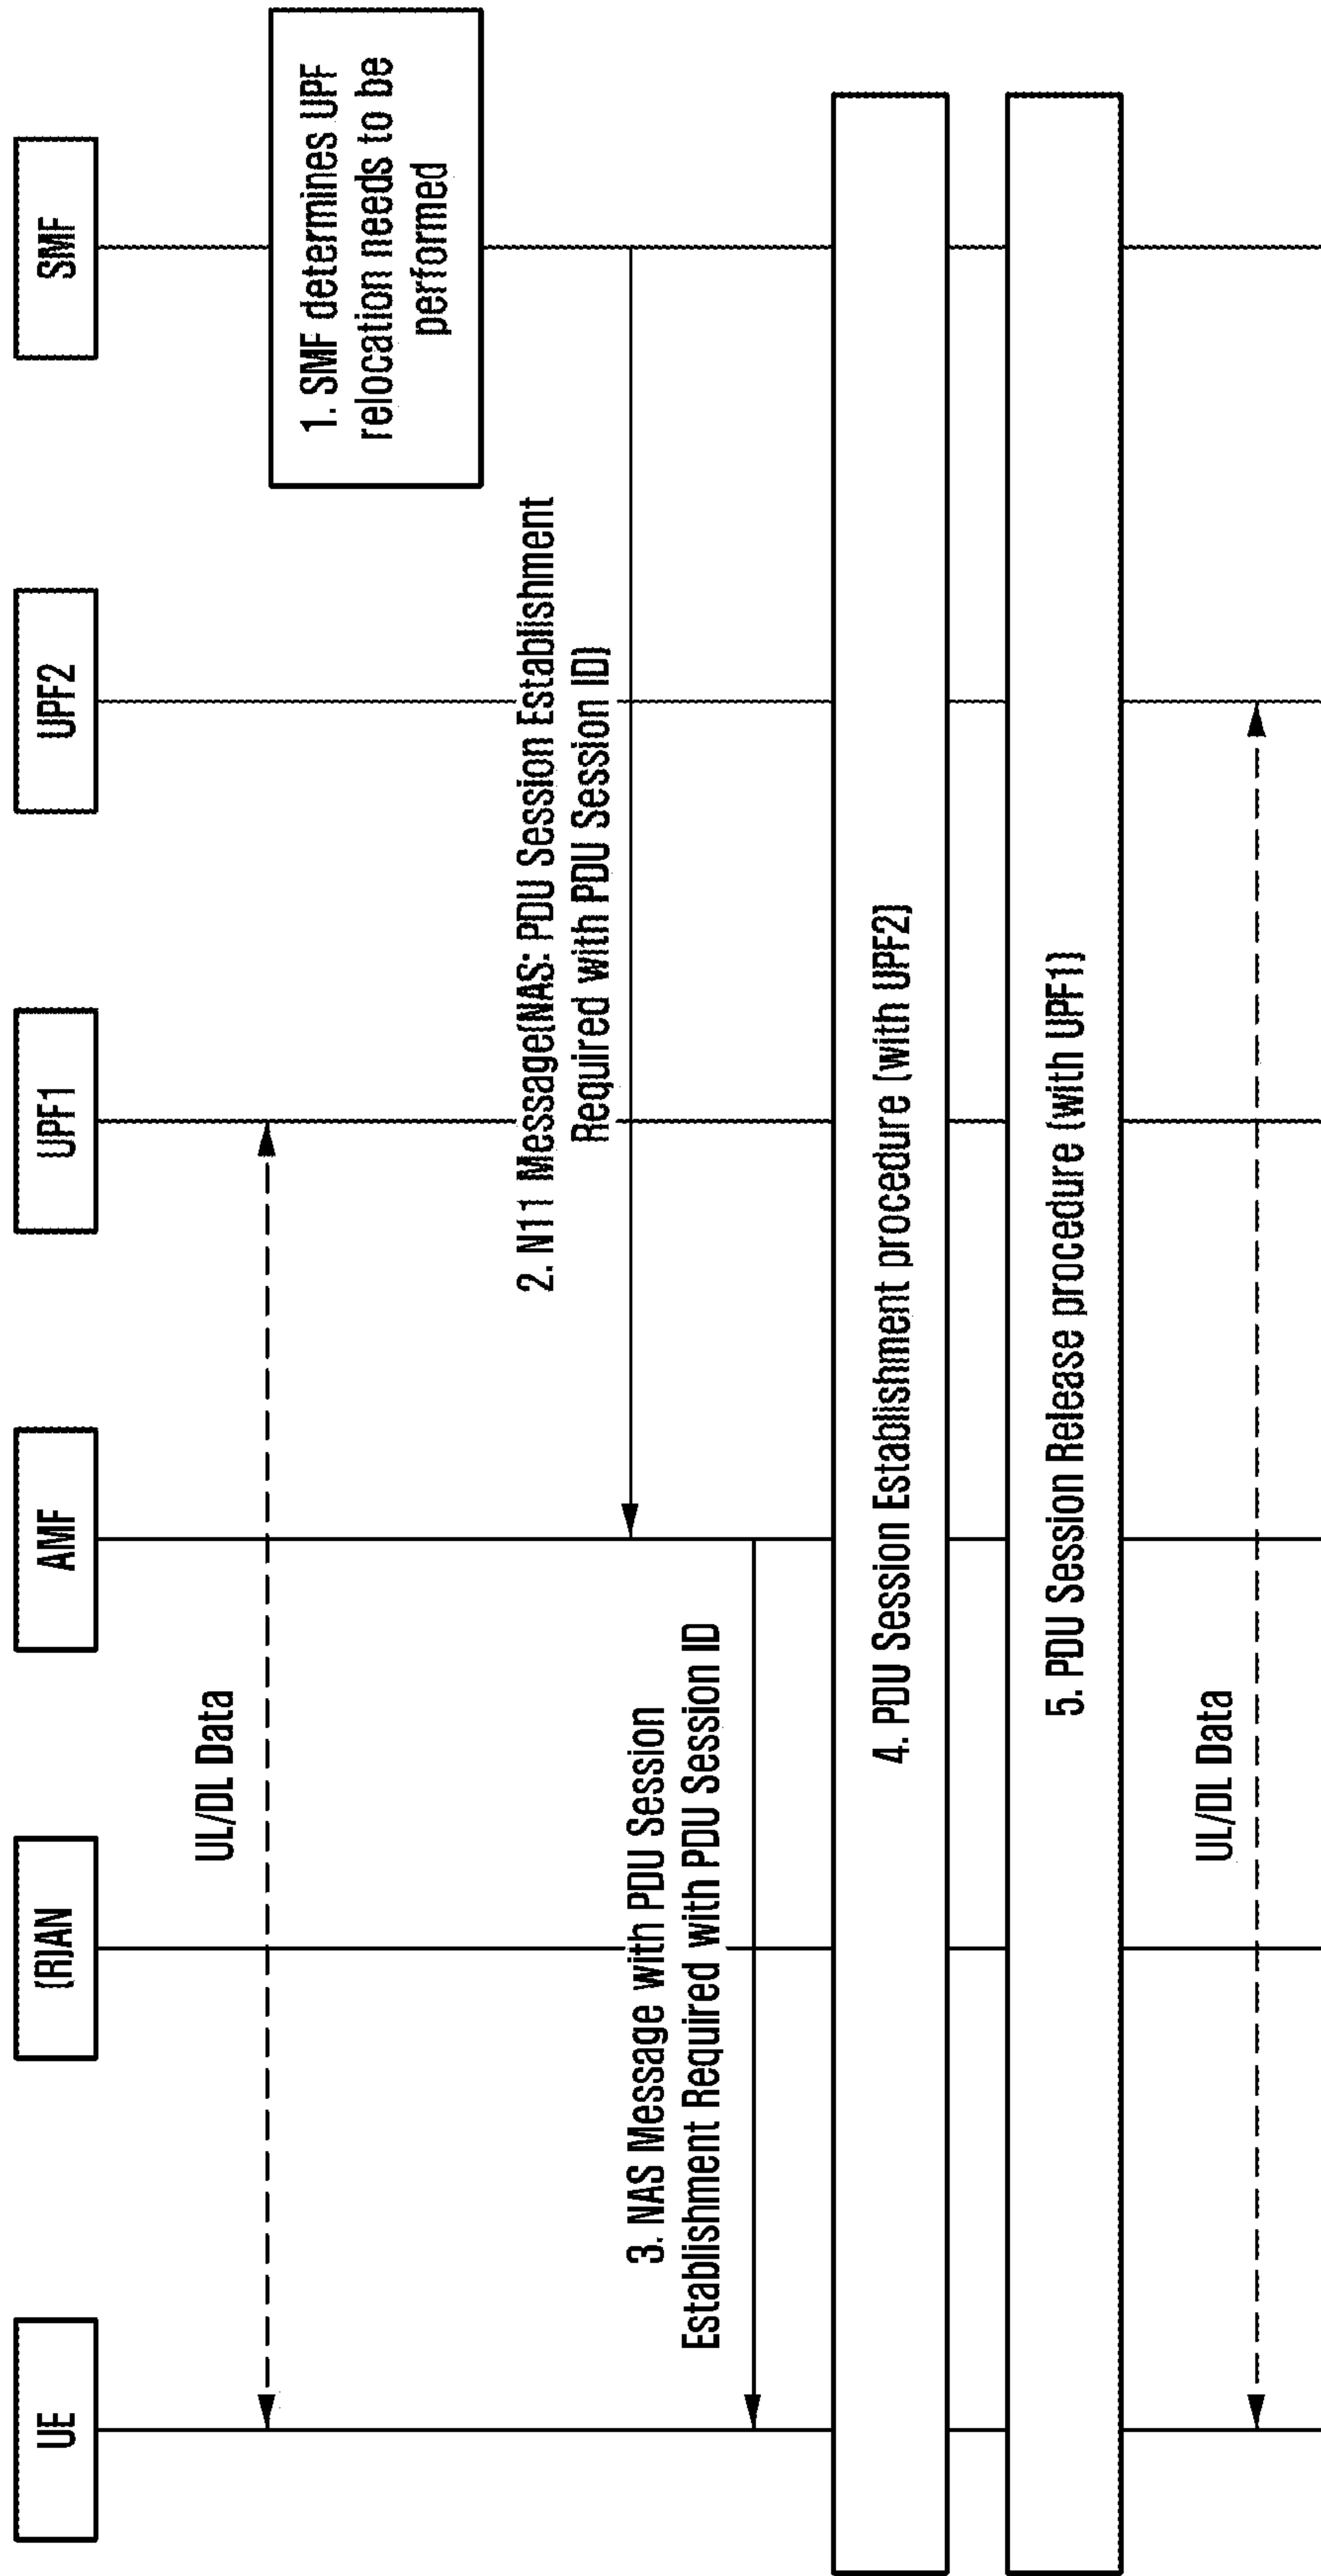 UE
(R)AN
AMF
UPF1
UPF2
SMF
UL/DL Data
1. SMF determines UPF
relocation needs to be
performed
2. N11 Message(NAS: PDU Session Establishment
Required with PDU Session ID)
3. NAS Message with PDU Session
Establishment Required with PDU Session ID
4. PDU Session Establishment procedure (with UPF2)
5. PDU Session Release procedure (with UPF1)
UL/DL Data